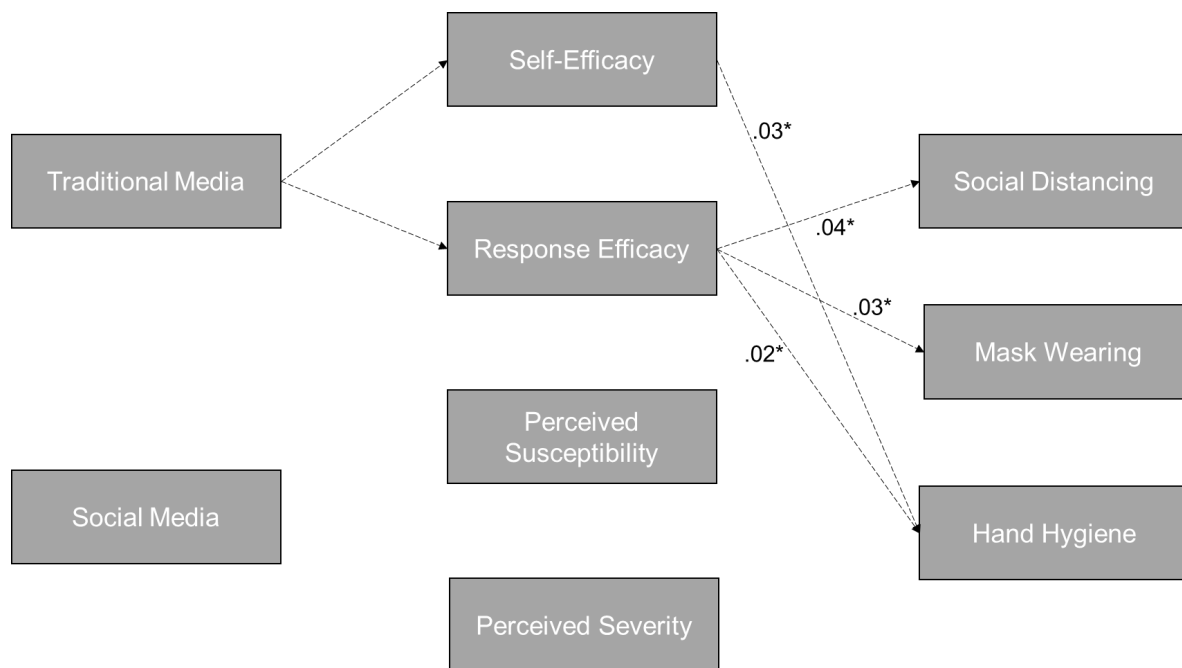 Self-Efficacy
.03*
Traditional Media
Social Distancing
Response Efficacy
.04*
.03*
Mask Wearing
.02*
Perceived
Susceptibility
Social Media
Hand Hygiene
Perceived Severity